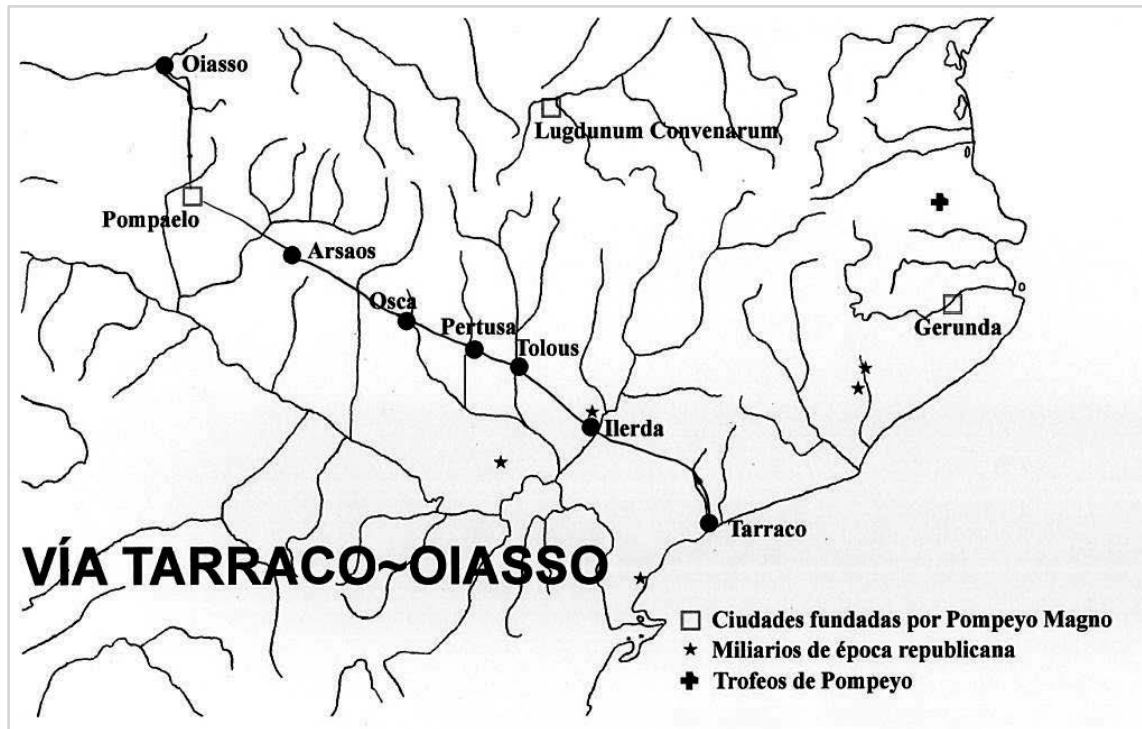 Oiasso
Lugdunum Convenarum
Pompaelo
Arsaos
Osca
Pertusa
Tolous
Gerunda
Ilerda
Tarraco
VÍA TARRACO~OIASSO
Ciudades fundadas por Pompeyo Magno
Miliarios de época republicana
Trofeos de Pompeyo